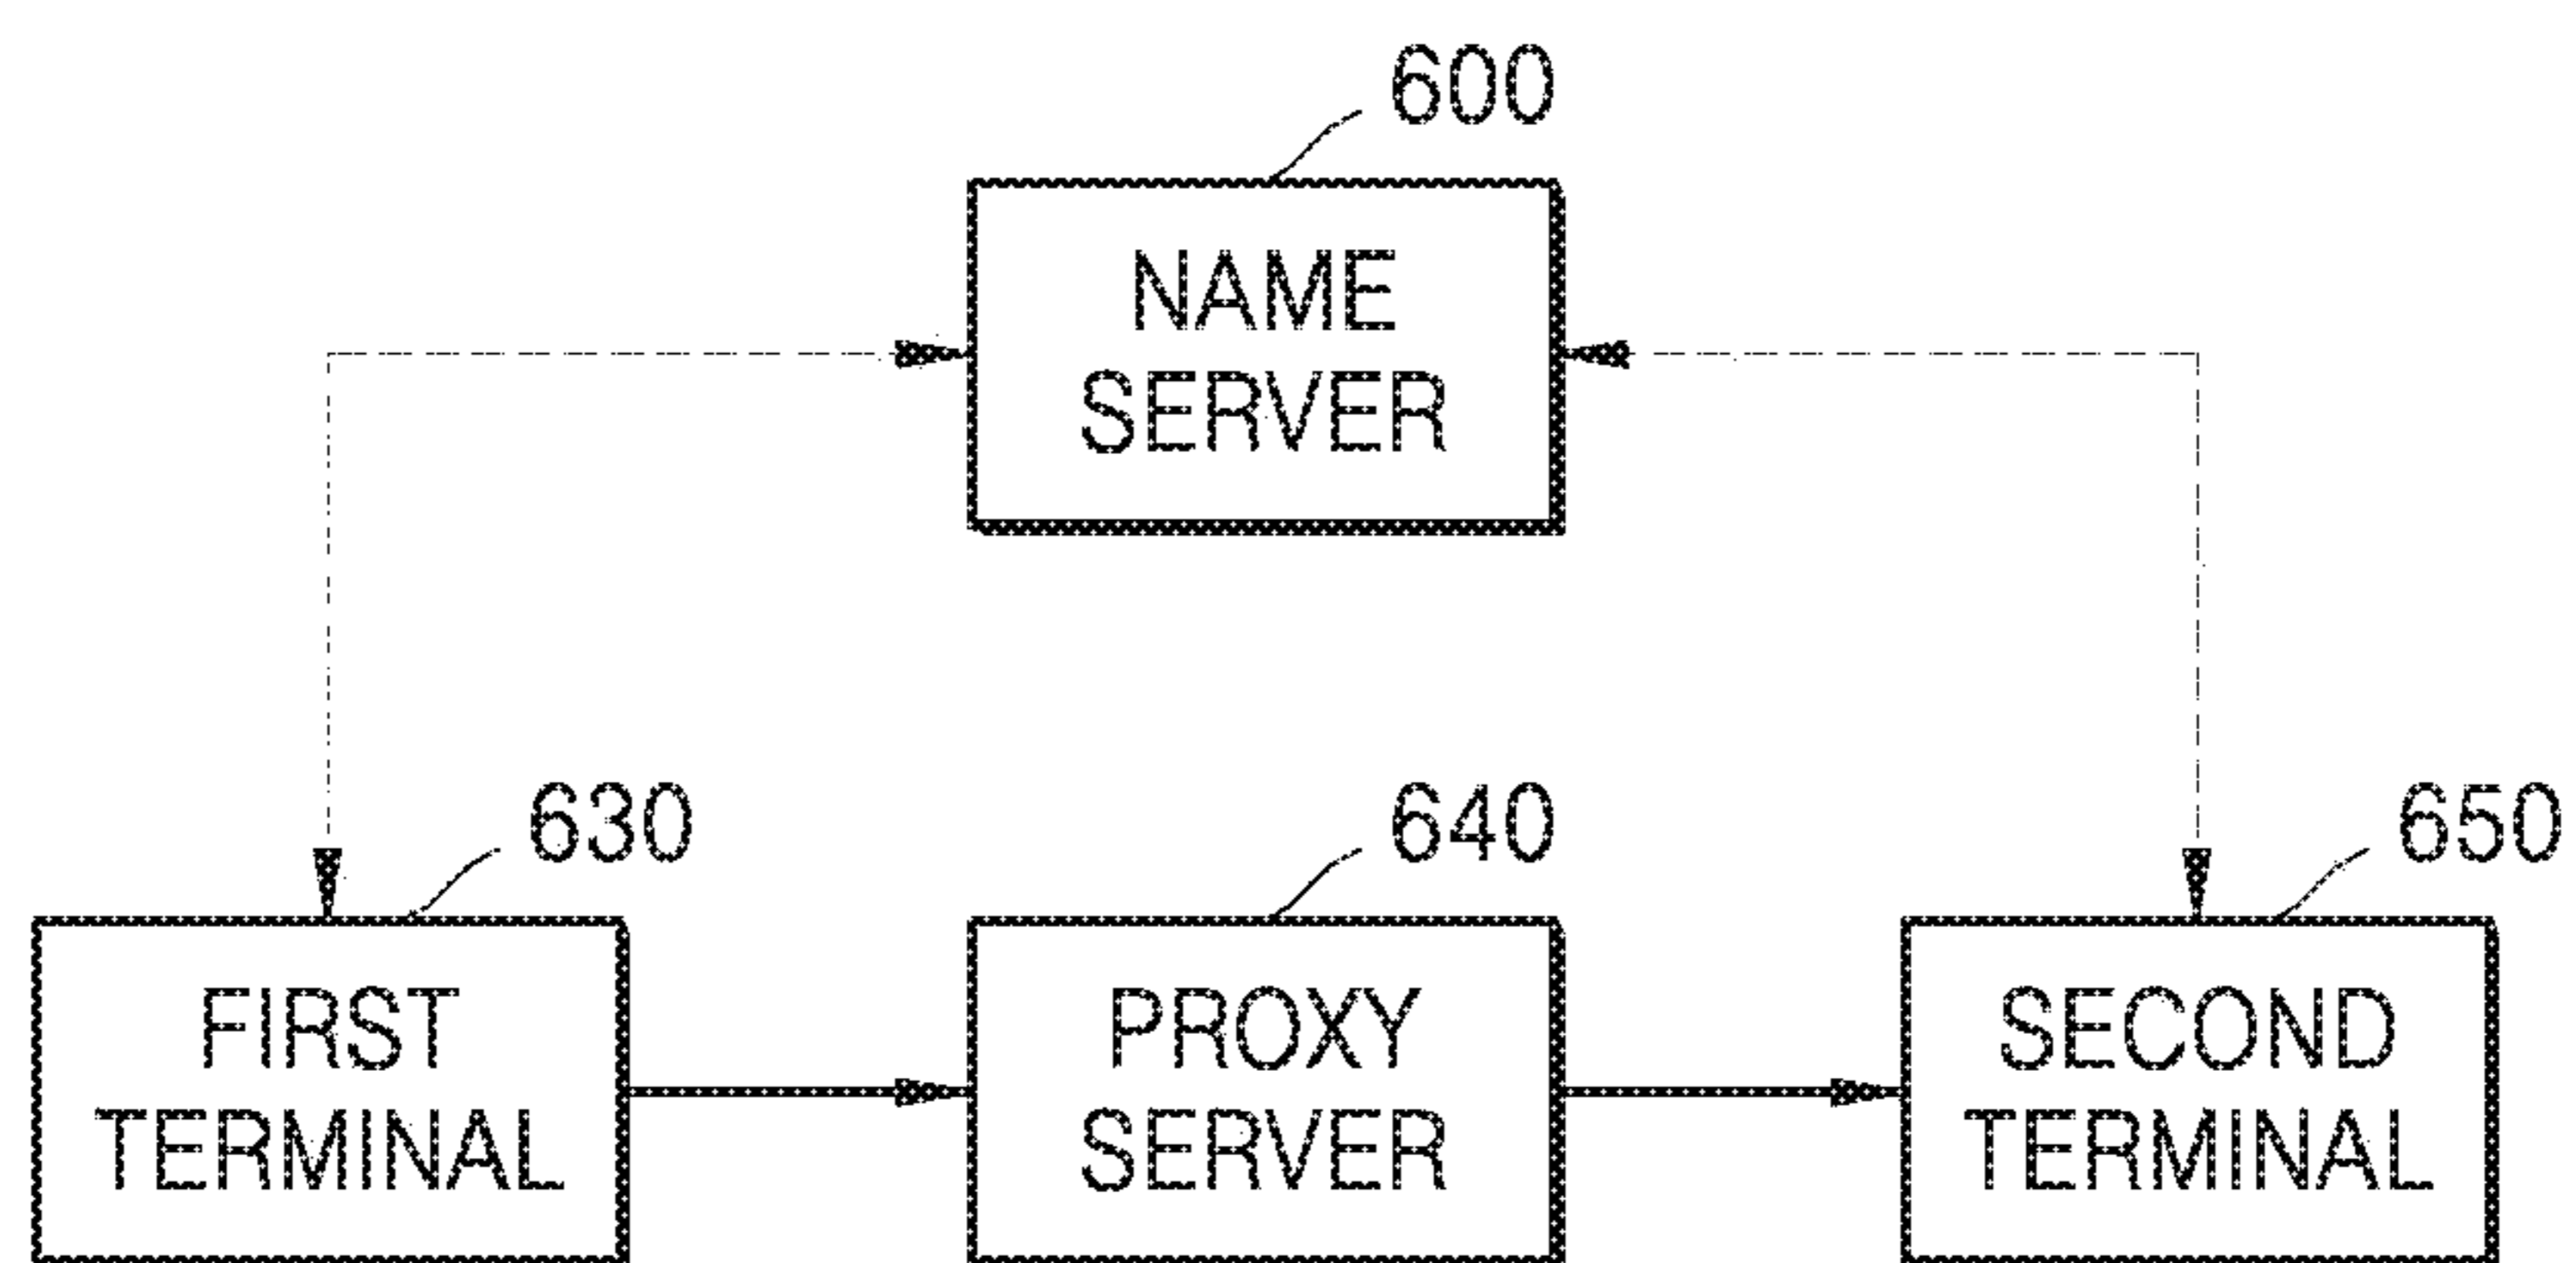 600
NAME
SERVER
630
640
650
FIRST
TERMINAL
PROXY
SERVER
SECOND
TERMINAL